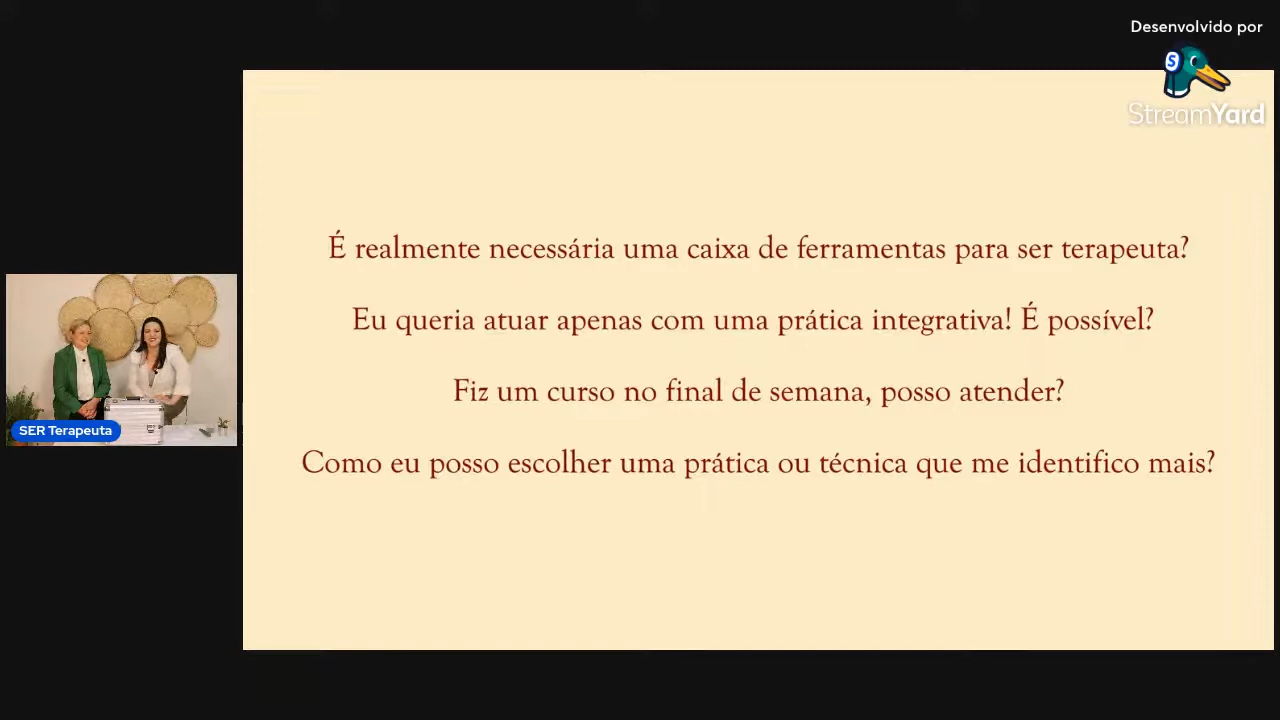 Desenvolvido por
StreamYard
É realmente necessária uma caixa de ferramentas para ser terapeuta?
Eu queria atuar apenas com uma prática integrativa! É possível?
Fiz um curso no final de semana, posso atender?
Como eu posso escolher uma prática ou técnica que me identifico mais?
SER Terapeuta